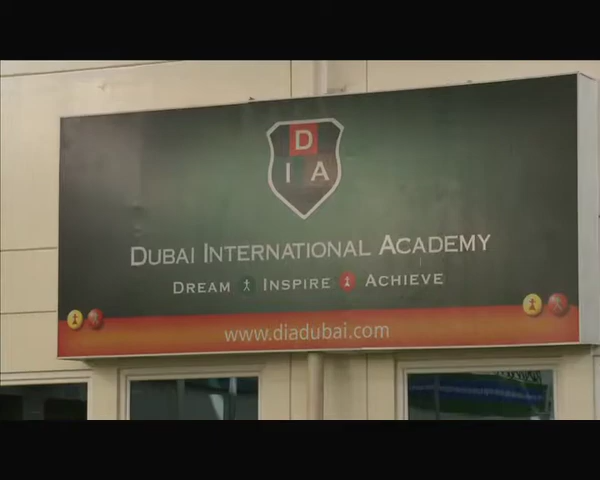 D
I A
DUBAI INTERNATIONAL ACADEMY
DREAM INSPIRE ACHIEVE
www.diadubai.com